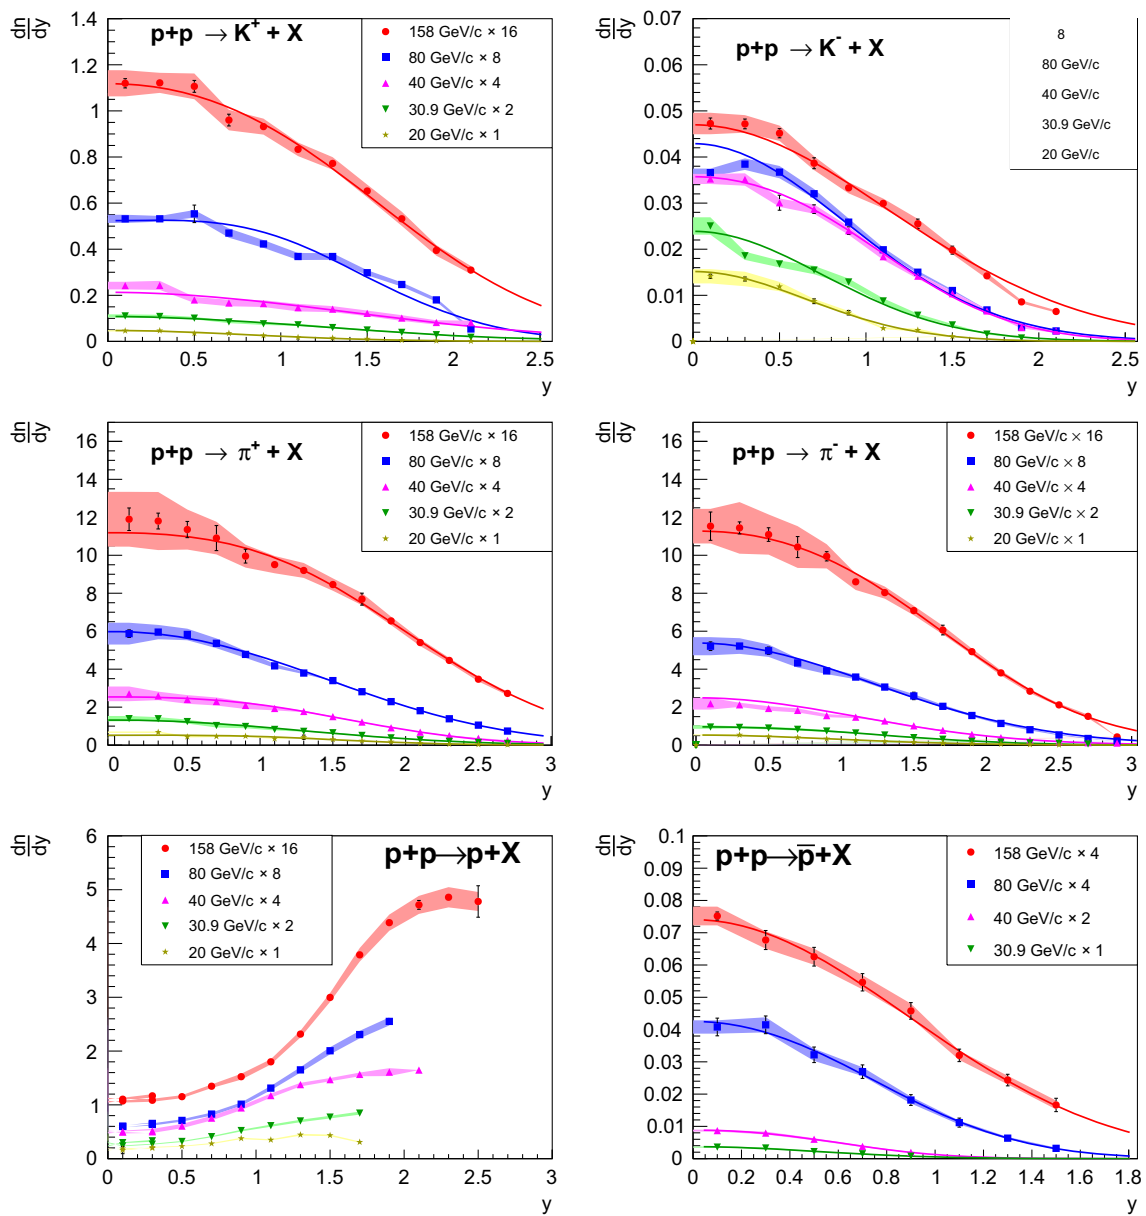 dn/dy
p+p → K⁺ + X
158 GeV/c × 16
80 GeV/c × 8
40 GeV/c × 4
30.9 GeV/c × 2
20 GeV/c × 1
1.4
1.2
1
0.8
0.6
0.4
0.2
0
0 0.5 1 1.5 2 2.5
y
dn/dy
p+p → K⁻ + X
8
80 GeV/c
40 GeV/c
30.9 GeV/c
20 GeV/c
0.07
0.06
0.05
0.04
0.03
0.02
0.01
0
0 0.5 1 1.5 2 2.5
y
dn/dy
p+p → π⁺ + X
158 GeV/c × 16
80 GeV/c × 8
40 GeV/c × 4
30.9 GeV/c × 2
20 GeV/c × 1
16
14
12
10
8
6
4
2
0
0 0.5 1 1.5 2 2.5 3
y
dn/dy
p+p → π⁻ + X
158 GeV/c × 16
80 GeV/c × 8
40 GeV/c × 4
30.9 GeV/c × 2
20 GeV/c × 1
16
14
12
10
8
6
4
2
0
0 0.5 1 1.5 2 2.5 3
y
dn/dy
p+p→p+X
158 GeV/c × 16
80 GeV/c × 8
40 GeV/c × 4
30.9 GeV/c × 2
20 GeV/c × 1
6
5
4
3
2
1
0
0 0.5 1 1.5 2 2.5 3
y
dn/dy
p+p→p̅+X
158 GeV/c × 4
80 GeV/c × 4
40 GeV/c × 2
30.9 GeV/c × 1
0.1
0.09
0.08
0.07
0.06
0.05
0.04
0.03
0.02
0.01
0
0 0.2 0.4 0.6 0.8 1 1.2 1.4 1.6 1.8
y